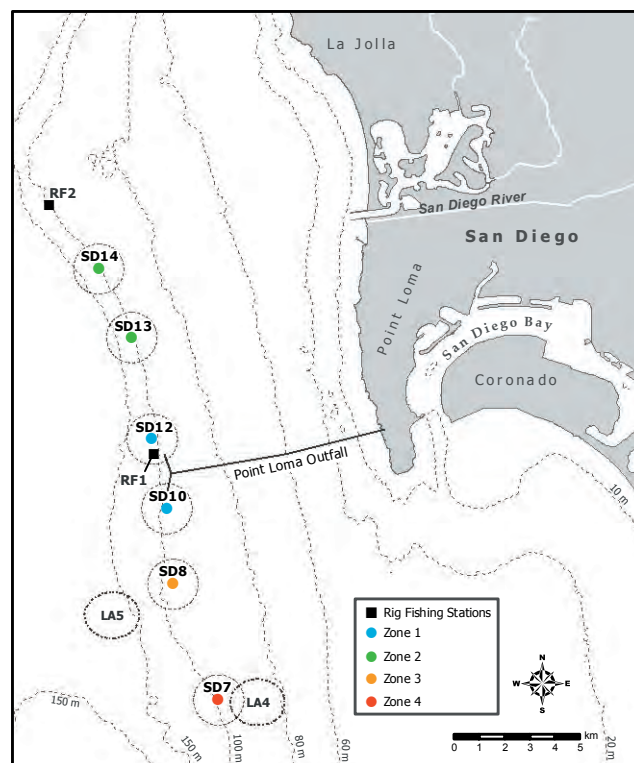 La Jolla
RF2
San Diego River
San Diego
SD14
Point Loma
SD13
San Diego Bay
Coronado
SD12
Point Loma Outfall
RF1
SD10
10 m
SD8
LA5
Rig Fishing Stations
Zone 1
Zone 2
Zone 3
Zone 4
SD7
LA4
N
W E
S
150 m
150 m
100 m
80 m
60 m
20 m
0 1 2 3 4 5
km